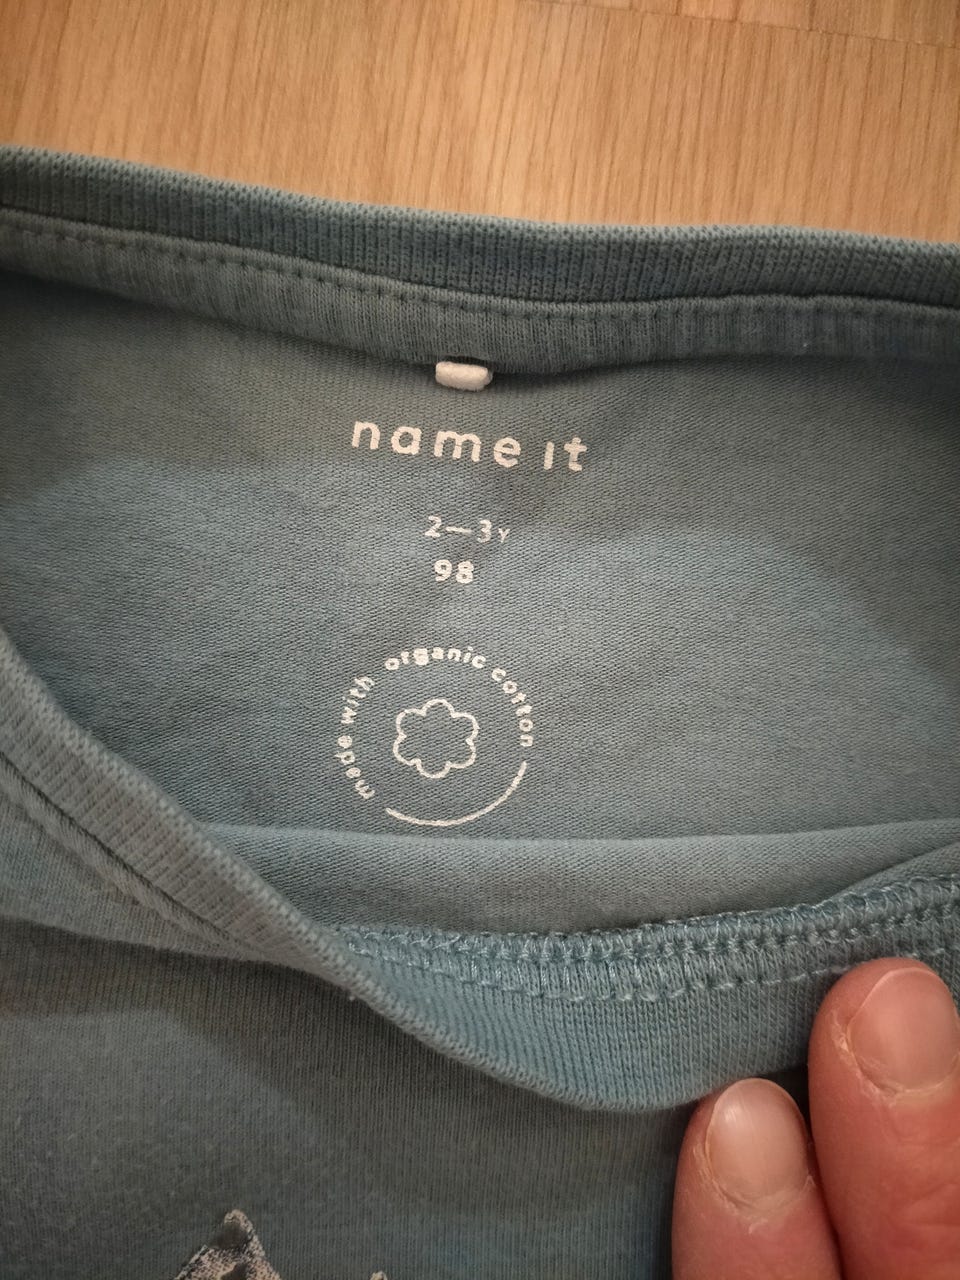 name it
2–3Y
98
made with organic cotton